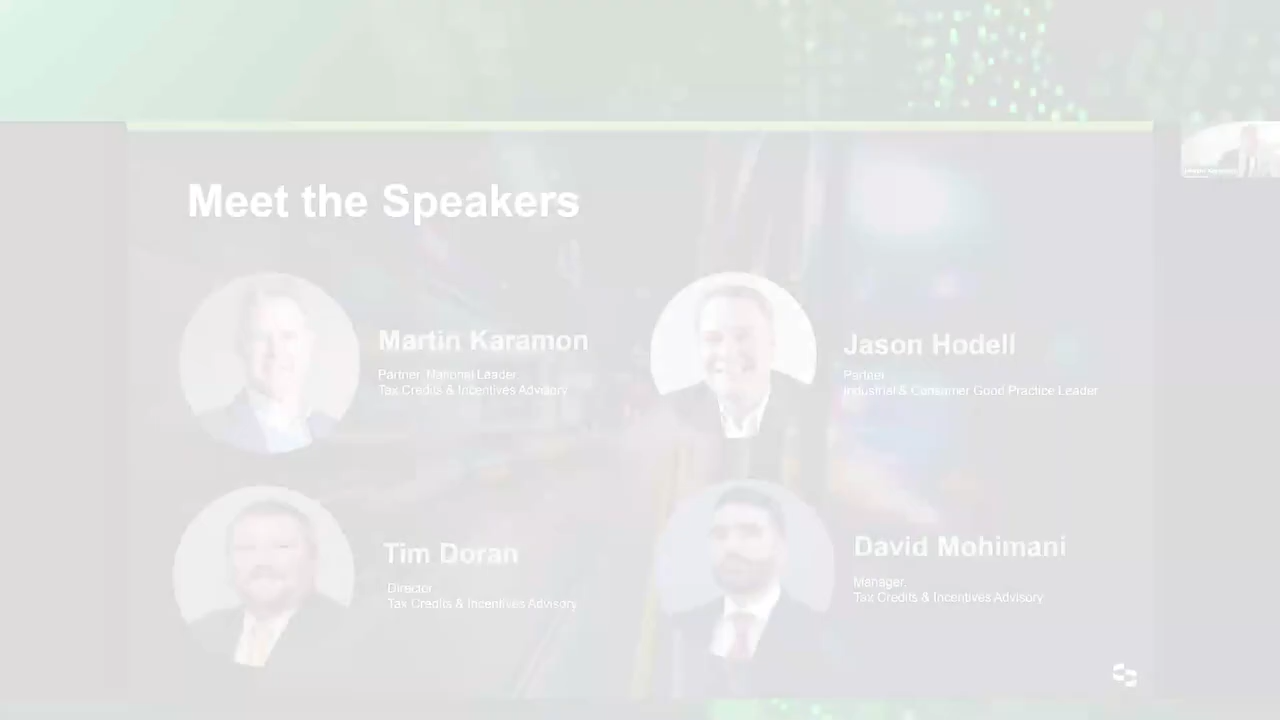 Meet the Speakers
Martin Karamon
Partner, National Leader,
Tax Credits & Incentives Advisory
Jason Hodell
Partner
Industrial & Consumer Good Practice Leader
Tim Doran
Director,
Tax Credits & Incentives Advisory
David Mohimani
Manager,
Tax Credits & Incentives Advisory